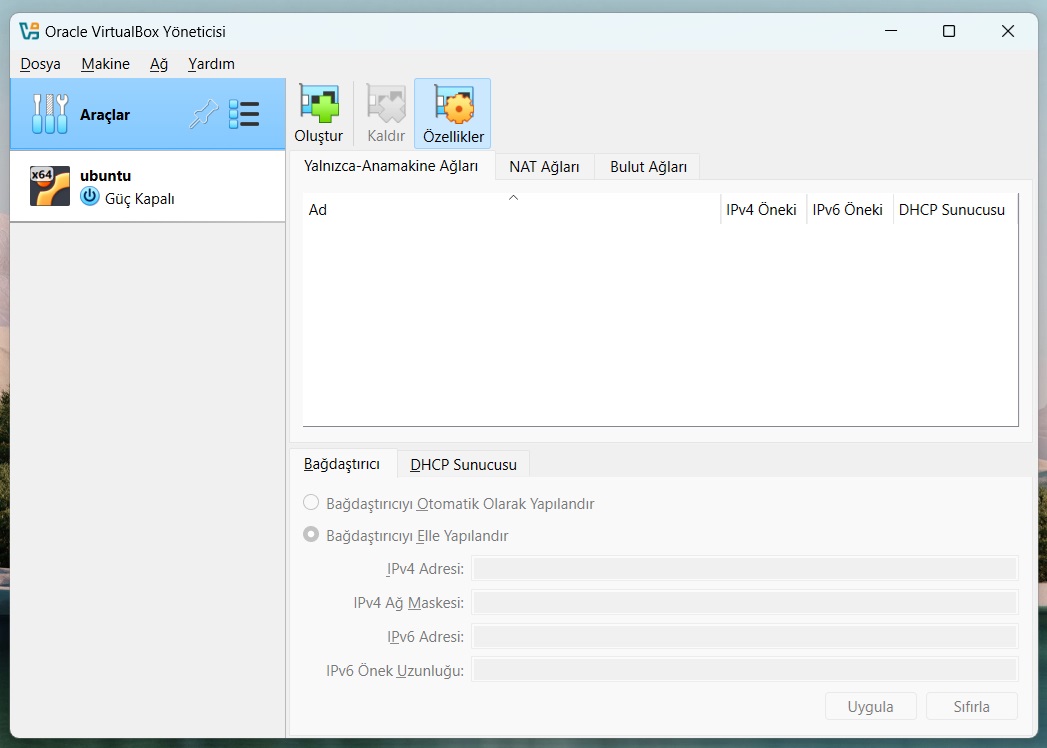 Oracle VirtualBox Yöneticisi
Dosya Makine Ağ Yardım
Araçlar
x64
ubuntu
Güç Kapalı
Oluştur Kaldır Özellikler
Yalnızca-Anamakine Ağları NAT Ağları Bulut Ağları
Ad IPv4 Öneki IPv6 Öneki DHCP Sunucusu
Bağdaştırıcı DHCP Sunucusu
Bağdaştırıcıyı Otomatik Olarak Yapılandır
Bağdaştırıcıyı Elle Yapılandır
IPv4 Adresi:
IPv4 Ağ Maskesi:
IPv6 Adresi:
IPv6 Önek Uzunluğu:
Uygula Sıfırla